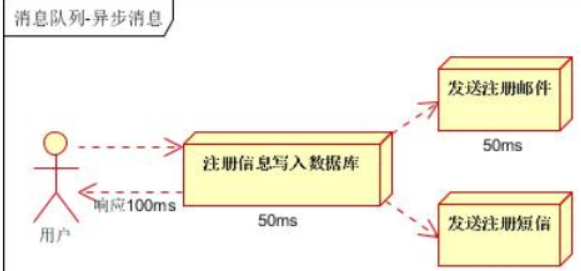 消息队列-异步消息
发送注册邮件
50ms
注册信息写入数据库
响应100ms
50ms
用户
发送注册短信